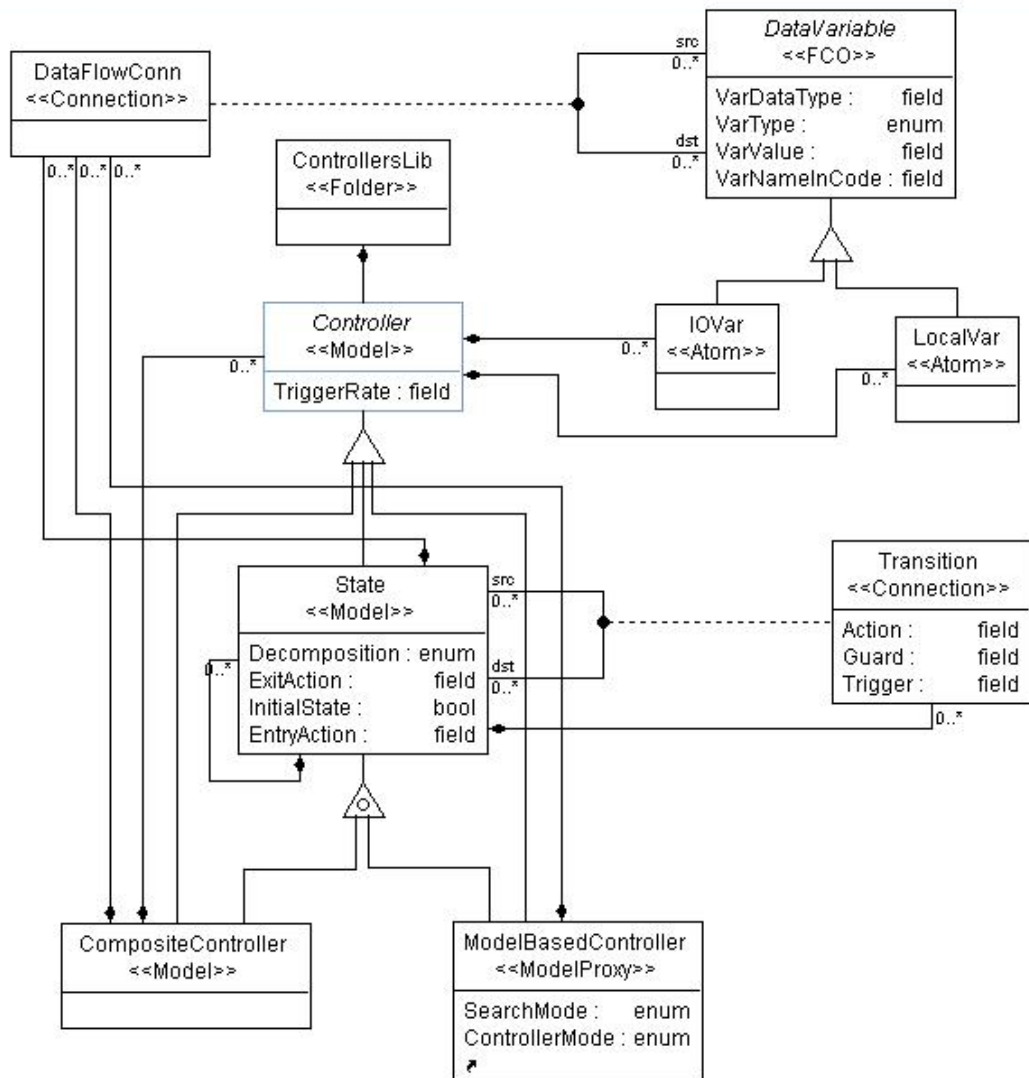 DataVariable
<<FCO>>
VarDataType : field
VarType : enum
VarValue : field
VarNameInCode : field
src
0..*
dst
0..*
DataFlowConn
<<Connection>>
0..* 0..* 0..*
ControllersLib
<<Folder>>
Controller
<<Model>>
TriggerRate : field
0..*
IOVar
<<Atom>>
0..*
LocalVar
<<Atom>>
0..*
State
<<Model>>
Decomposition : enum
ExitAction : field
InitialState : bool
EntryAction : field
0..*
src
0..*
dst
0..*
Transition
<<Connection>>
Action : field
Guard : field
Trigger : field
0..*
CompositeController
<<Model>>
ModelBasedController
<<ModelProxy>>
SearchMode : enum
ControllerMode : enum